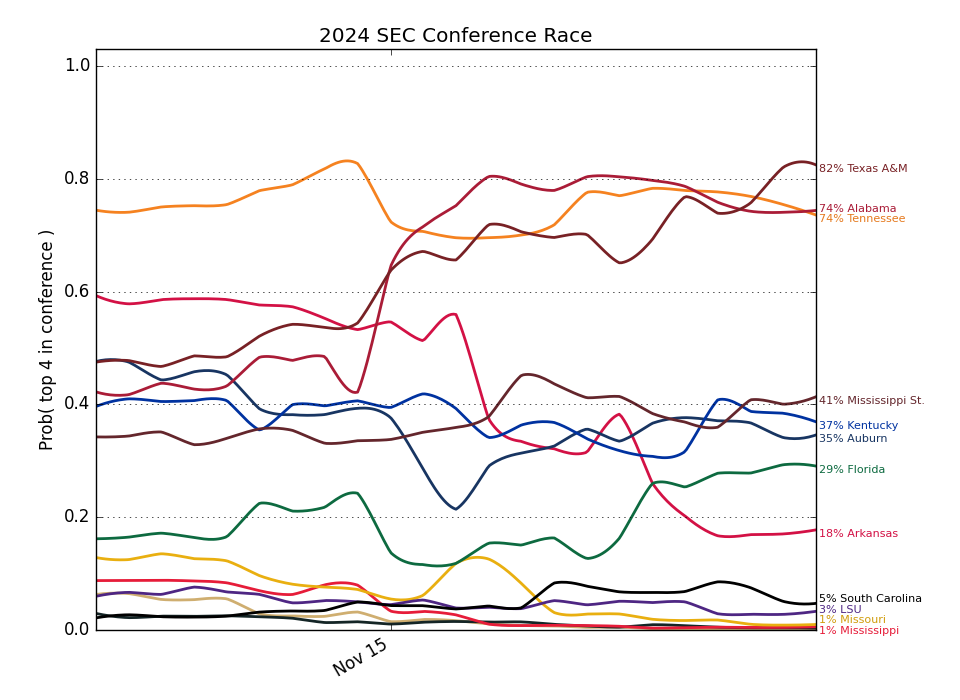 2024 SEC Conference Race
Prob( top 4 in conference )
1.0
0.8
0.6
0.4
0.2
0.0
Nov 15
82% Texas A&M
74% Alabama
74% Tennessee
41% Mississippi St.
37% Kentucky
35% Auburn
29% Florida
18% Arkansas
5% South Carolina
3% LSU
1% Missouri
1% Mississippi